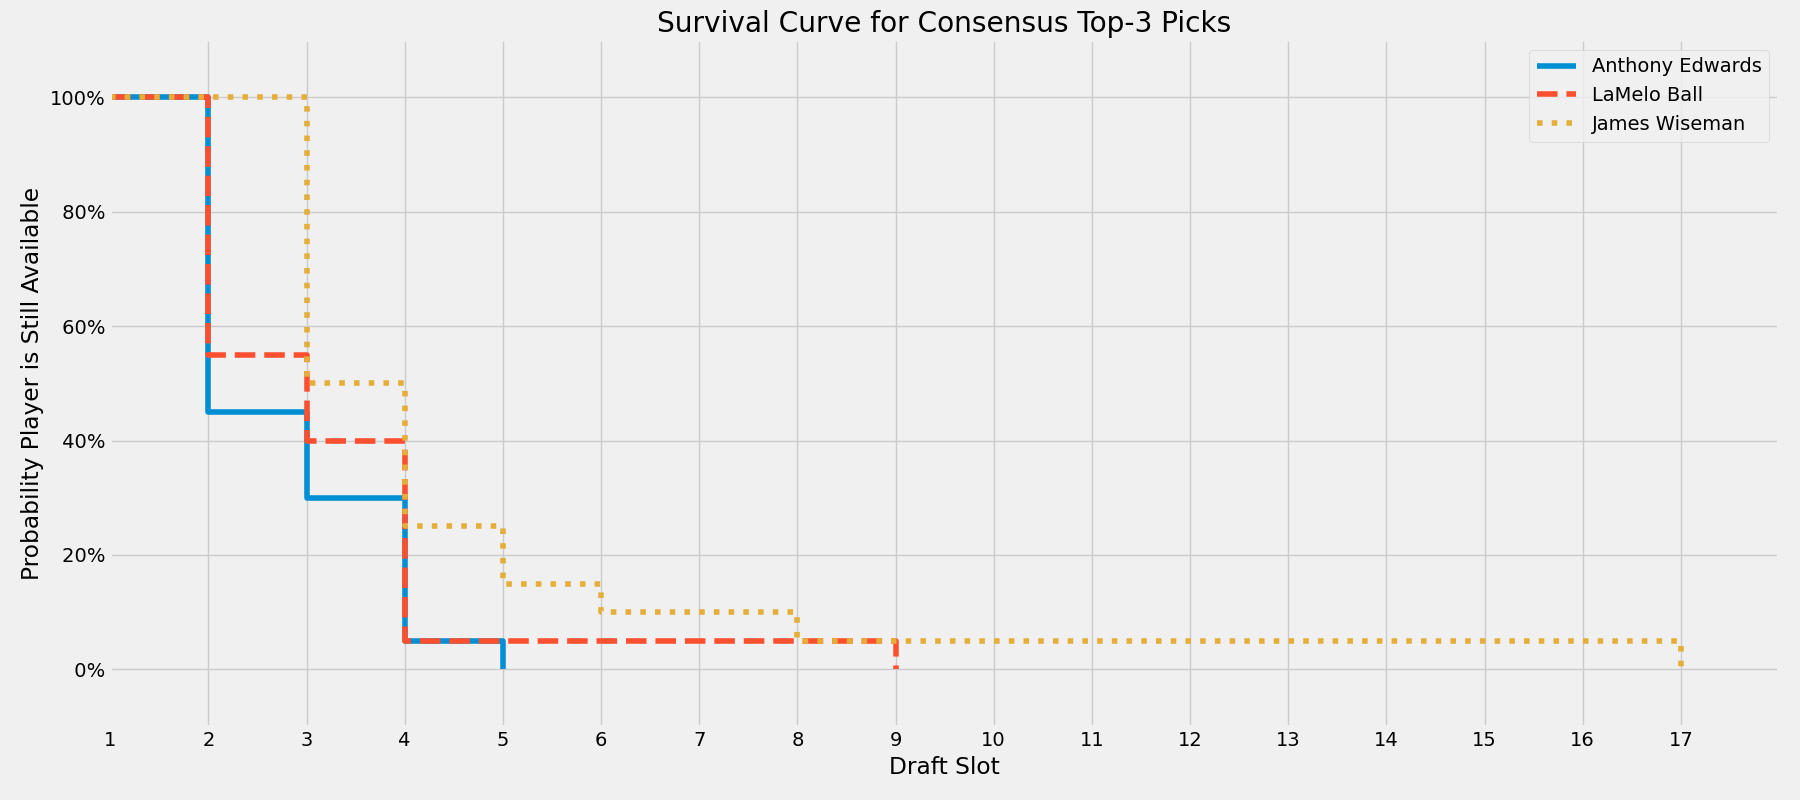 Survival Curve for Consensus Top-3 Picks
Anthony Edwards
LaMelo Ball
James Wiseman
Probability Player is Still Available
100%
80%
60%
40%
20%
0%
1 2 3 4 5 6 7 8 9 10 11 12 13 14 15 16 17
Draft Slot